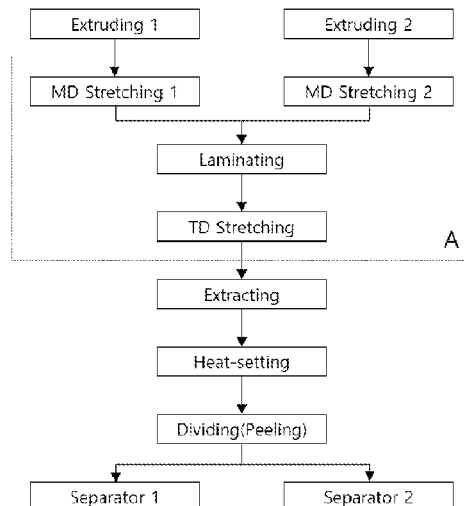 Extruding 1
Extruding 2
MD Stretching 1
MD Stretching 2
Laminating
TD Stretching
A
Extracting
Heat-setting
Dividing(Peeling)
Separator 1
Separator 2